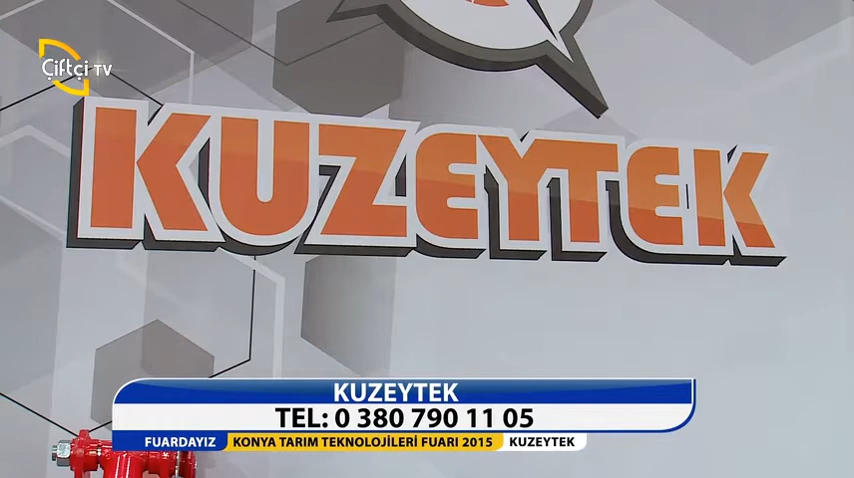 Çiftçi TV
KUZEYTEK
KUZEYTEK
TEL: 0 380 790 11 05
FUARDAYIZ KONYA TARIM TEKNOLOJİLERİ FUARI 2015 KUZEYTEK